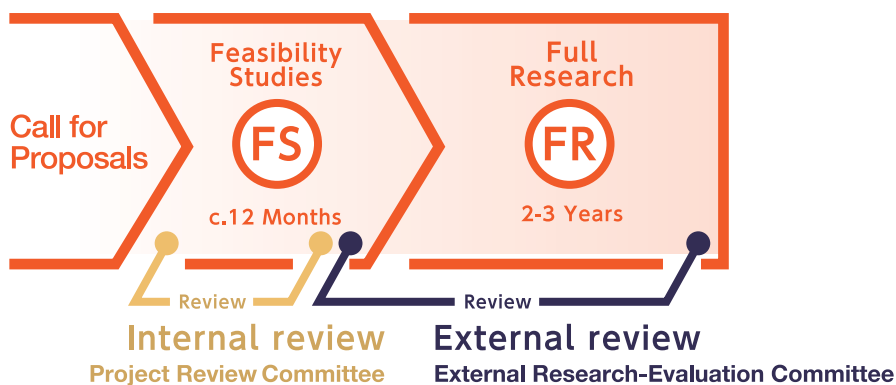 Call for
Proposals
Feasibility
Studies
FS
c.12 Months
Full
Research
FR
2-3 Years
Review
Internal review
Project Review Committee
Review
External review
External Research-Evaluation Committee